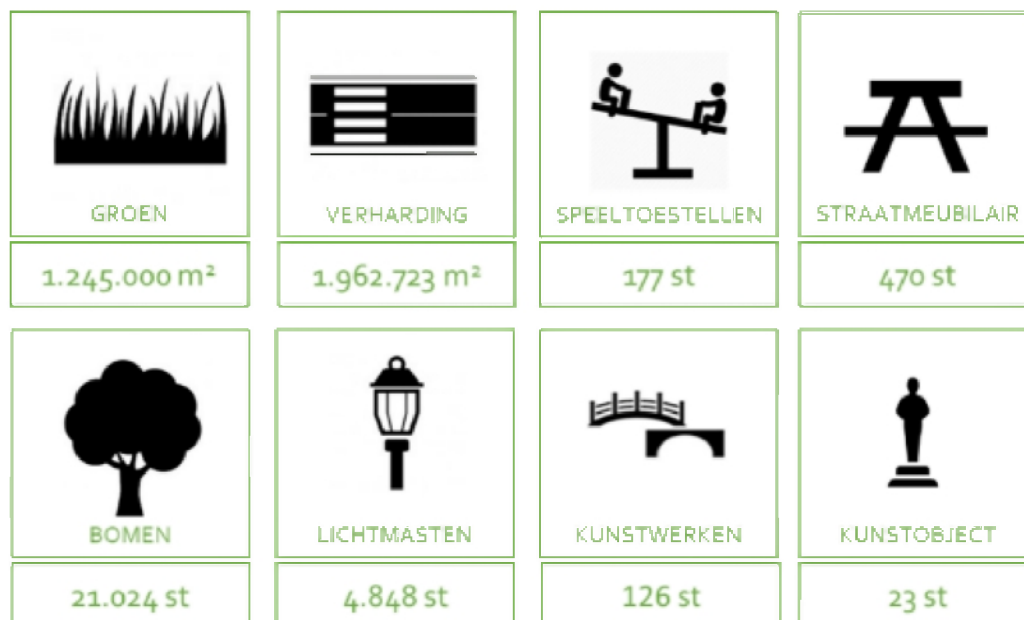 GROEN
VERHARDING
SPEELTOESTELLEN
STRAATMEUBILAIR
1.245.000 m²
1.962.723 m²
177 st
470 st
BOMEN
LICHTMASTEN
KUNSTWERKEN
KUNSTOBJECT
21.024 st
4.848 st
126 st
23 st